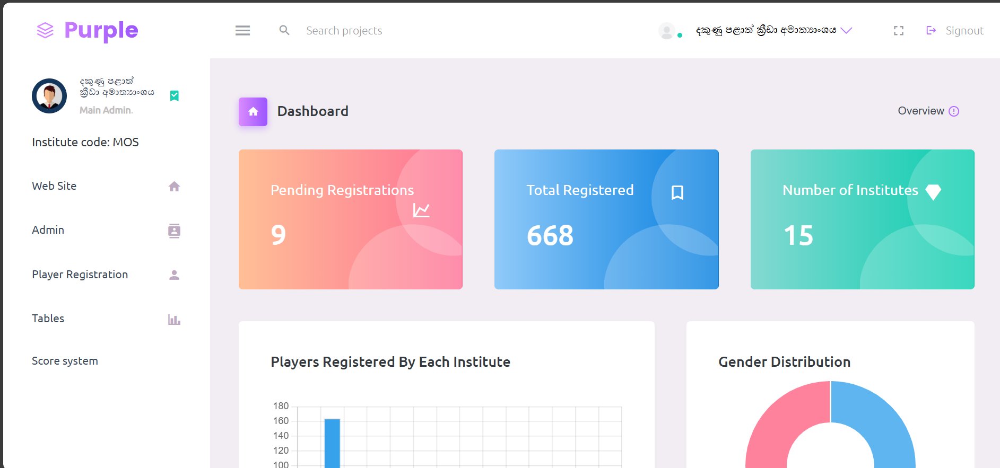 Purple
Search projects
දකුණු පළාත් ක්‍රීඩා අමාත්‍යාංශය
Signout
දකුණු පළාත්
ක්‍රීඩා අමාත්‍යාංශය
Main Admin.
Institute code: MOS
Web Site
Admin
Player Registration
Tables
Score system
Dashboard
Overview
Pending Registrations
9
Total Registered
668
Number of Institutes
15
Players Registered By Each Institute
180
160
140
120
100
Gender Distribution